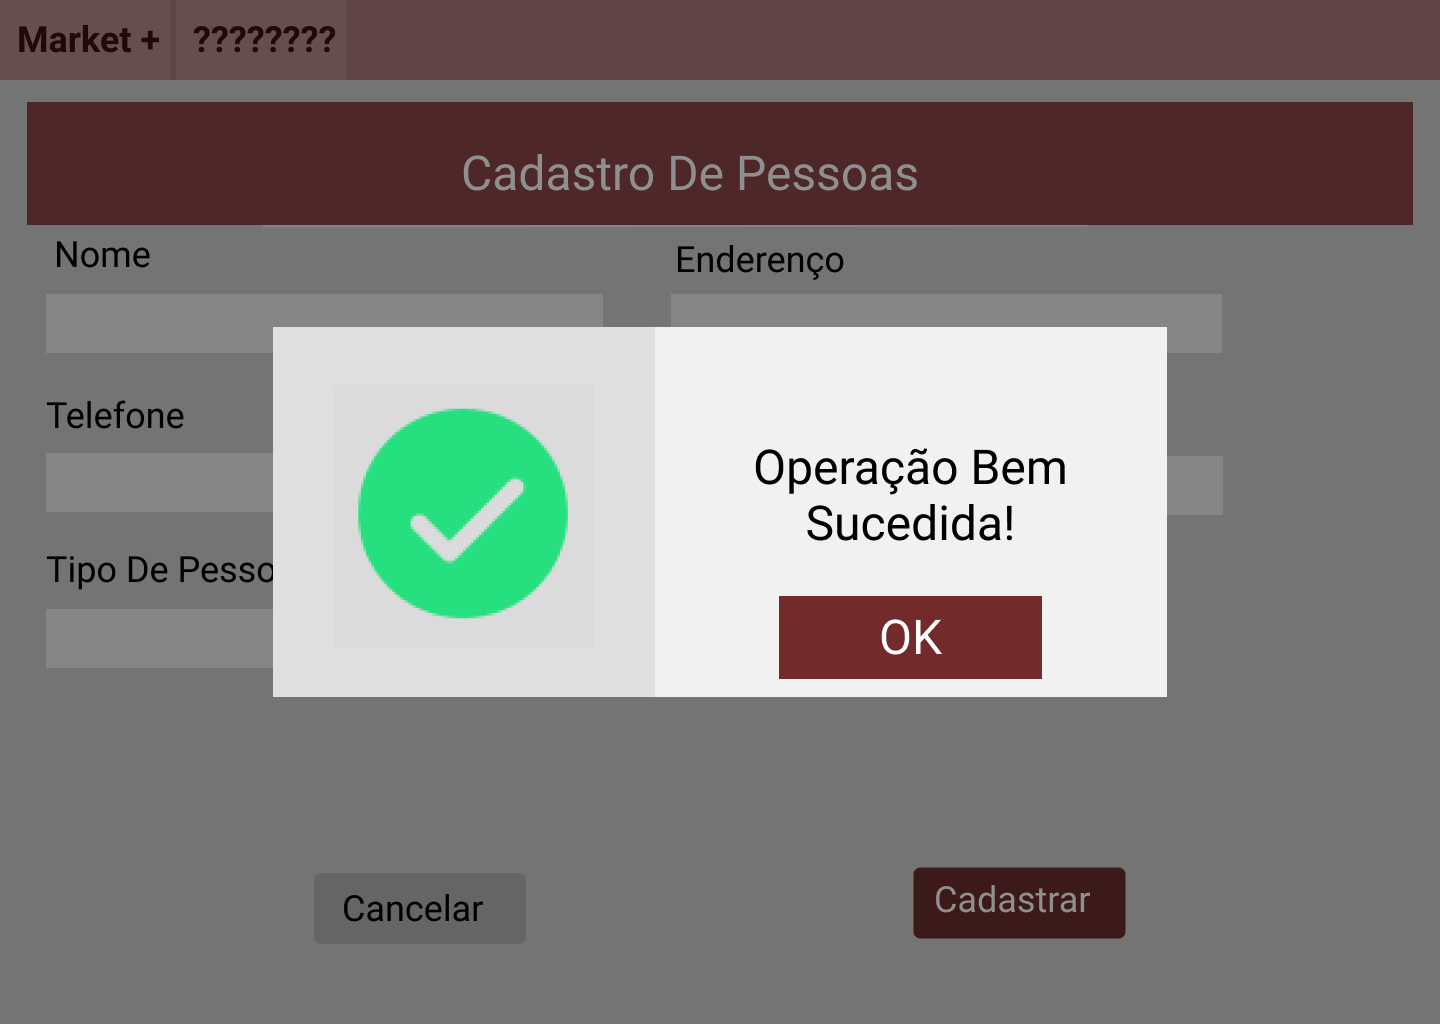 Market + ????????
Cadastro De Pessoas
Nome
Enderenço
Telefone
Tipo De Pesso
Operação Bem
Sucedida!
OK
Cancelar
Cadastrar